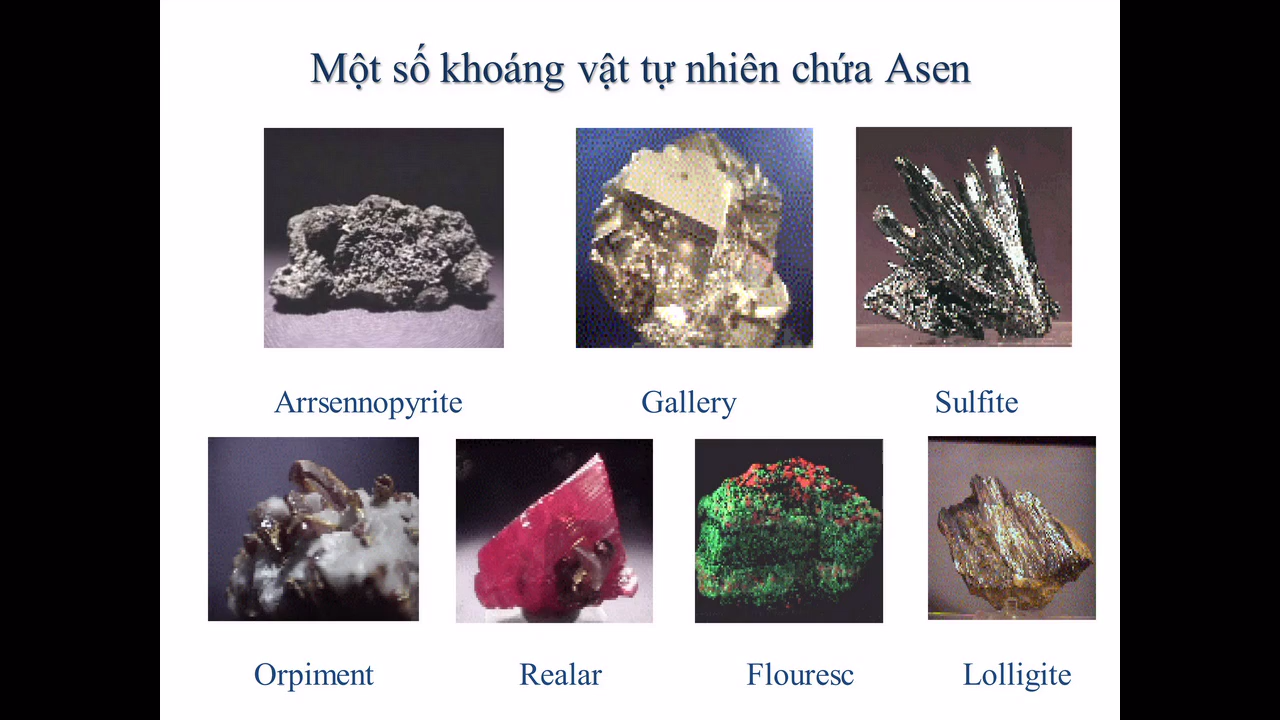 Một số khoáng vật tự nhiên chứa Asen
Arrsennopyrite Gallery Sulfite
Orpiment Realar Flouresc Lolligite